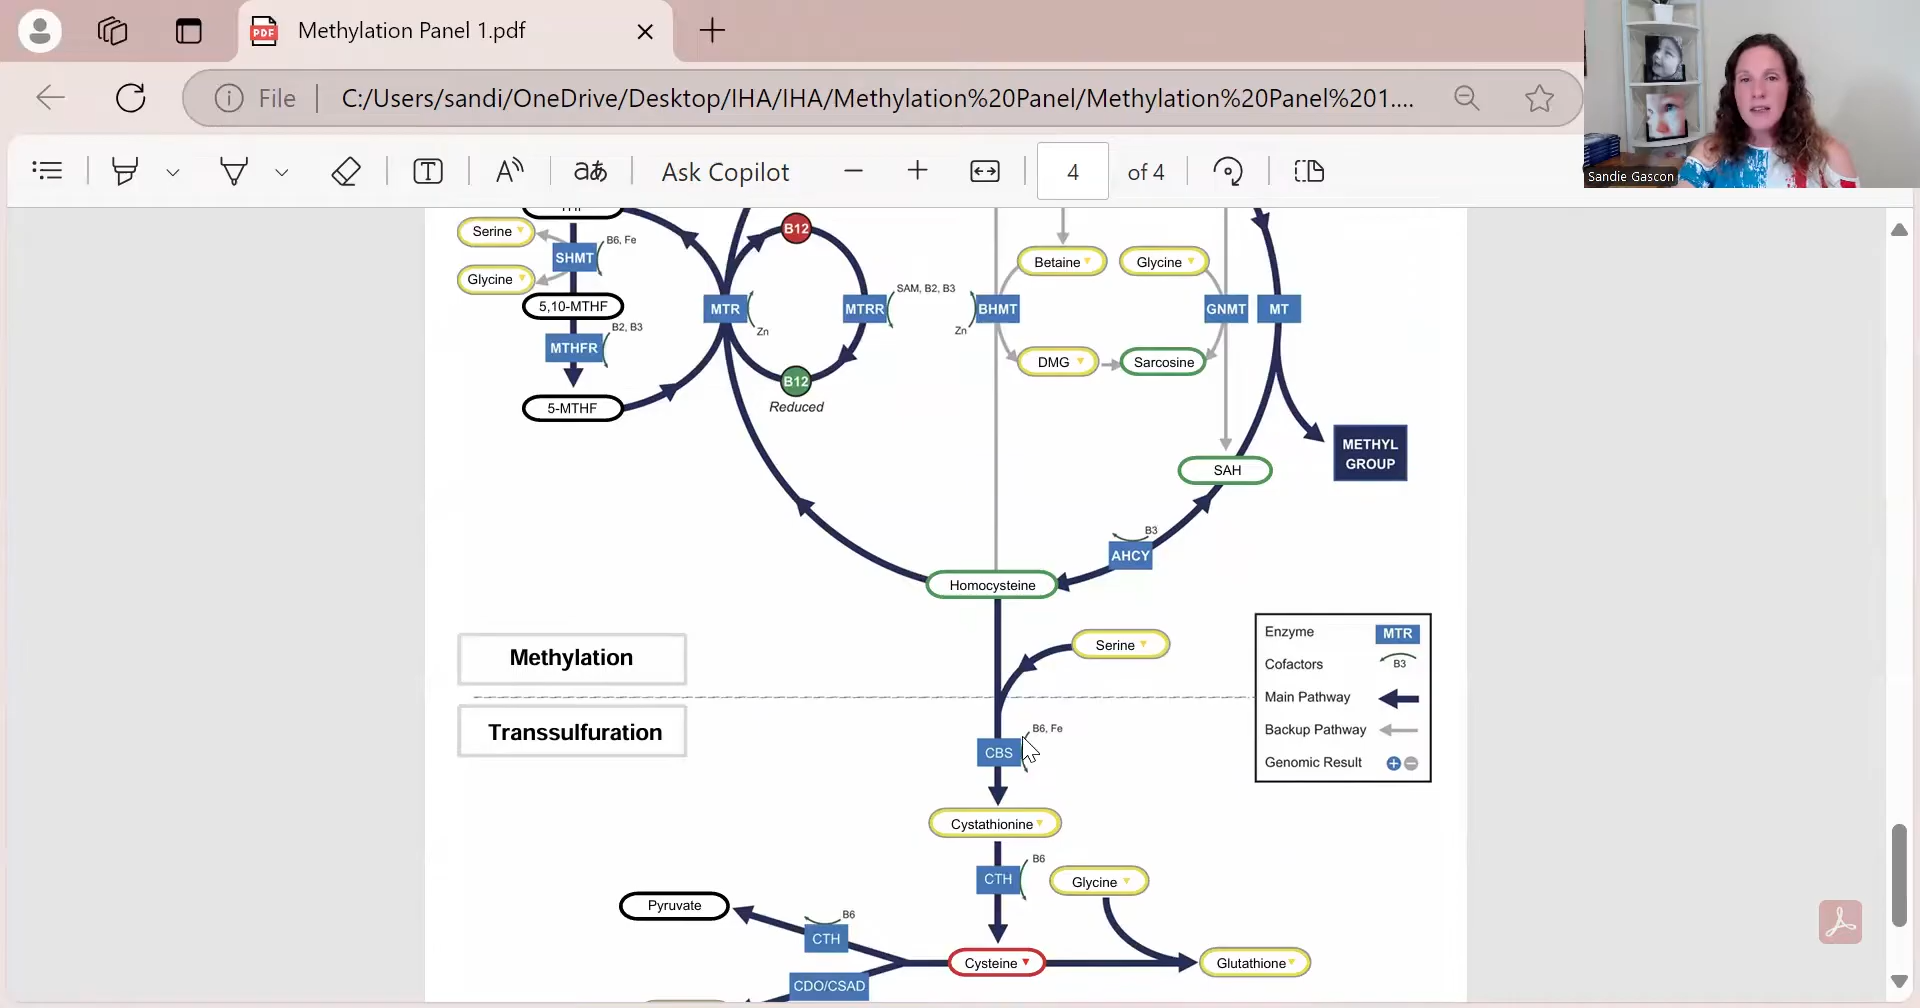 Methylation Panel 1.pdf
File
C:/Users/sandi/OneDrive/Desktop/IHA/IHA/Methylation%20Panel/Methylation%20Panel%201....
Ask Copilot
4
of 4
Sandie Gascon
Serine
SHMT
B6, Fe
Glycine
5,10-MTHF
B2, B3
MTHFR
5-MTHF
B12
MTR
Zn
MTRR
SAM, B2, B3
B12
Reduced
Betaine
Glycine
BHMT
Zn
GNMT
MT
DMG
Sarcosine
SAH
METHYL
GROUP
B3
AHCY
Homocysteine
Serine
Methylation
Transsulfuration
Enzyme
MTR
Cofactors
B3
Main Pathway
Backup Pathway
Genomic Result
B6, Fe
CBS
Cystathionine
B6
CTH
Glycine
Pyruvate
B6
CTH
Cysteine
Glutathione
CDO/CSAD